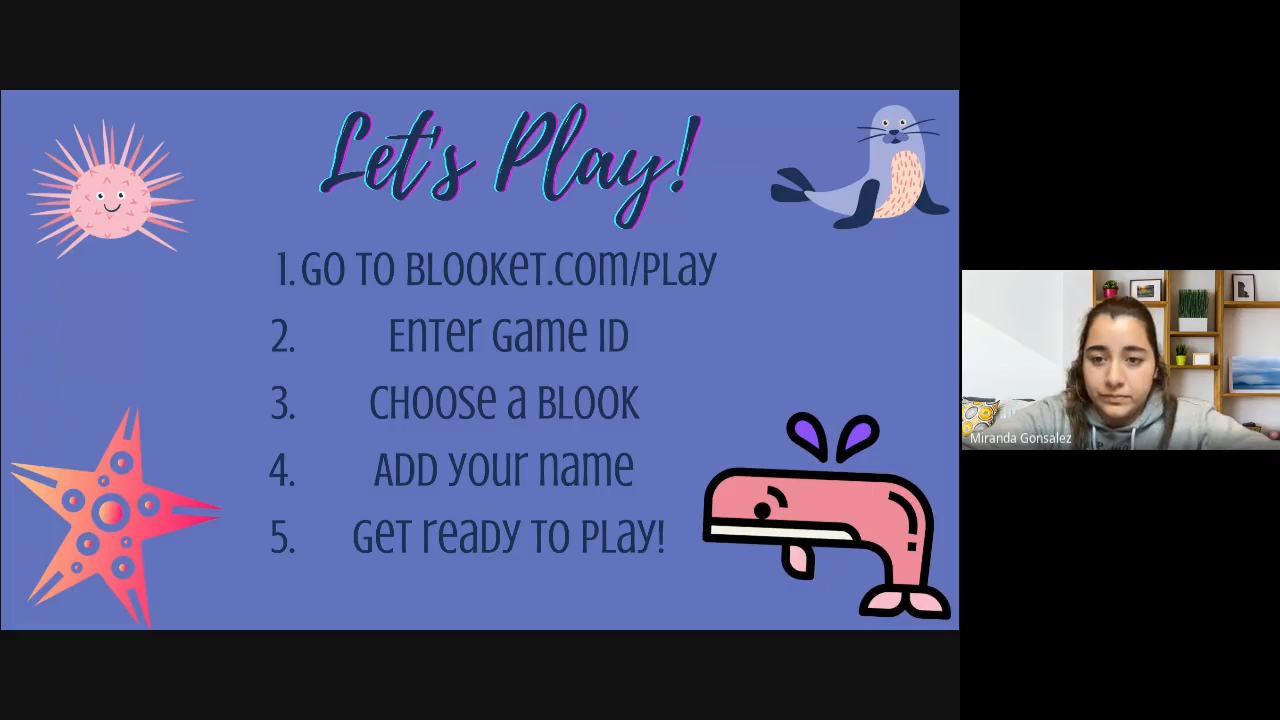 Let's Play!
1. GO TO BLOOKET.COM/PLAY
2. ENTER GAME ID
3. CHOOSE A BLOOK
4. ADD YOUR NAME
5. GET READY TO PLAY!
Miranda Gonsalez